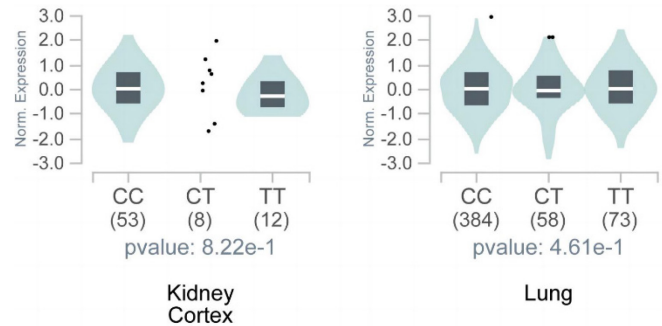 Norm. Expression
3.0
2.0
1.0
0.0
-1.0
-2.0
-3.0
CC CT TT
(53) (8) (12)
pvalue: 8.22e-1
Kidney
Cortex
Norm. Expression
3.0
2.0
1.0
0.0
-1.0
-2.0
-3.0
CC CT TT
(384) (58) (73)
pvalue: 4.61e-1
Lung